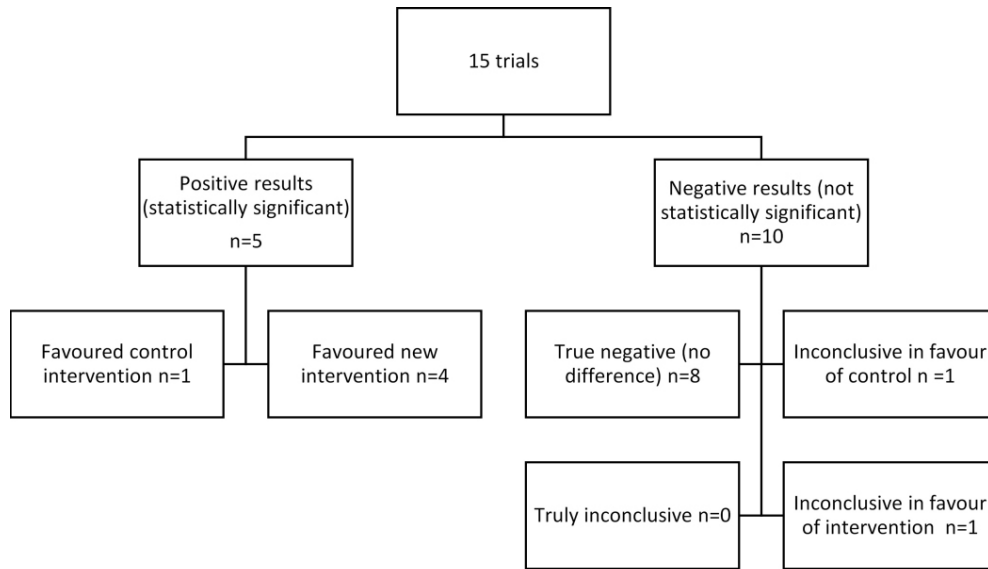 15 trials
Positive results
(statistically significant)
n=5
Negative results (not
statistically significant)
n=10
Favoured control
intervention n=1
Favoured new
intervention n=4
True negative (no
difference) n=8
Inconclusive in favour
of control n =1
Truly inconclusive n=0
Inconclusive in favour
of intervention  n=1